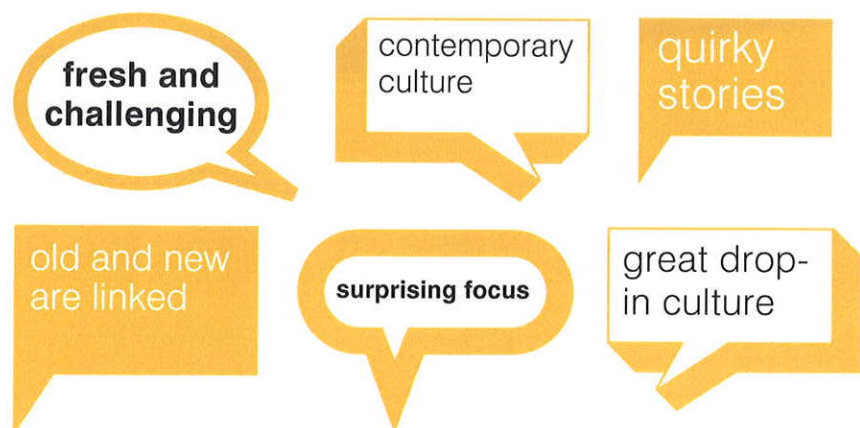 fresh and
challenging
contemporary
culture
quirky
stories
old and new
are linked
surprising focus
great drop-
in culture